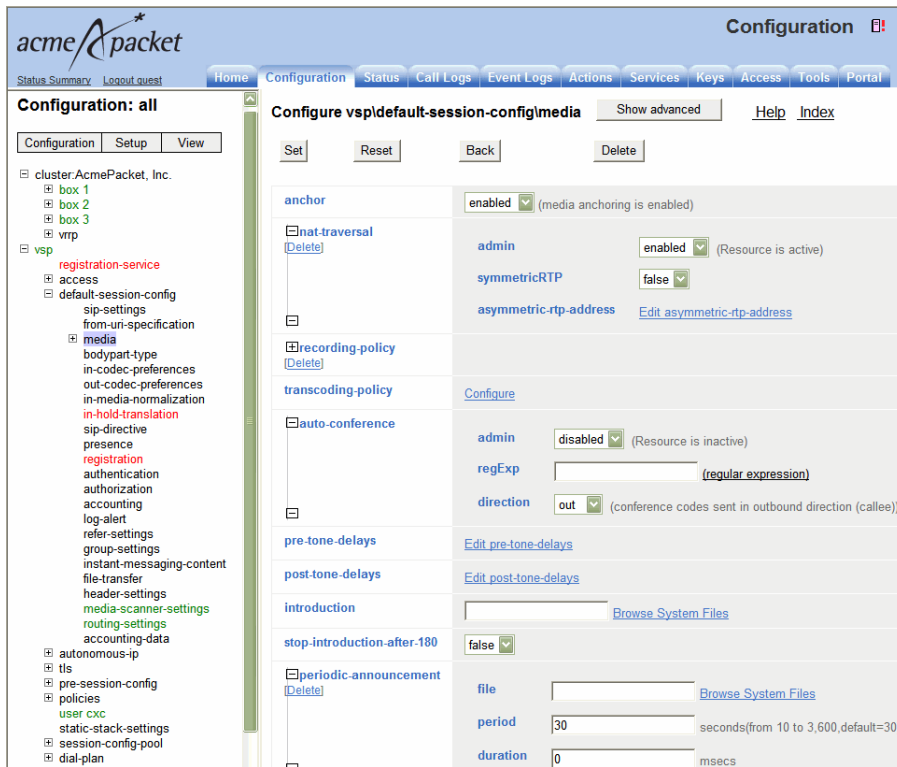 acme packet
Configuration
Status Summary Logout guest
Home Configuration Status Call Logs Event Logs Actions Services Keys Access Tools Portal
Configuration: all
Configuration Setup View
cluster:AcmePacket, Inc.
box 1
box 2
box 3
vrrp
vsp
registration-service
access
default-session-config
sip-settings
from-uri-specification
media
bodypart-type
in-codec-preferences
out-codec-preferences
in-media-normalization
in-hold-translation
sip-directive
presence
registration
authentication
authorization
accounting
log-alert
refer-settings
group-settings
instant-messaging-content
file-transfer
header-settings
media-scanner-settings
routing-settings
accounting-data
autonomous-ip
tls
pre-session-config
policies
user cxc
static-stack-settings
session-config-pool
dial-plan
Configure vsp\default-session-config\media Show advanced Help Index
Set Reset Back Delete
anchor enabled (media anchoring is enabled)
nat-traversal
[Delete]
admin enabled (Resource is active)
symmetricRTP false
asymmetric-rtp-address Edit asymmetric-rtp-address
recording-policy
[Delete]
transcoding-policy Configure
auto-conference
admin disabled (Resource is inactive)
regExp (regular expression)
direction out (conference codes sent in outbound direction (callee))
pre-tone-delays Edit pre-tone-delays
post-tone-delays Edit post-tone-delays
introduction Browse System Files
stop-introduction-after-180 false
periodic-announcement
[Delete]
file Browse System Files
period 30 seconds(from 10 to 3,600,default=30
duration 0 msecs